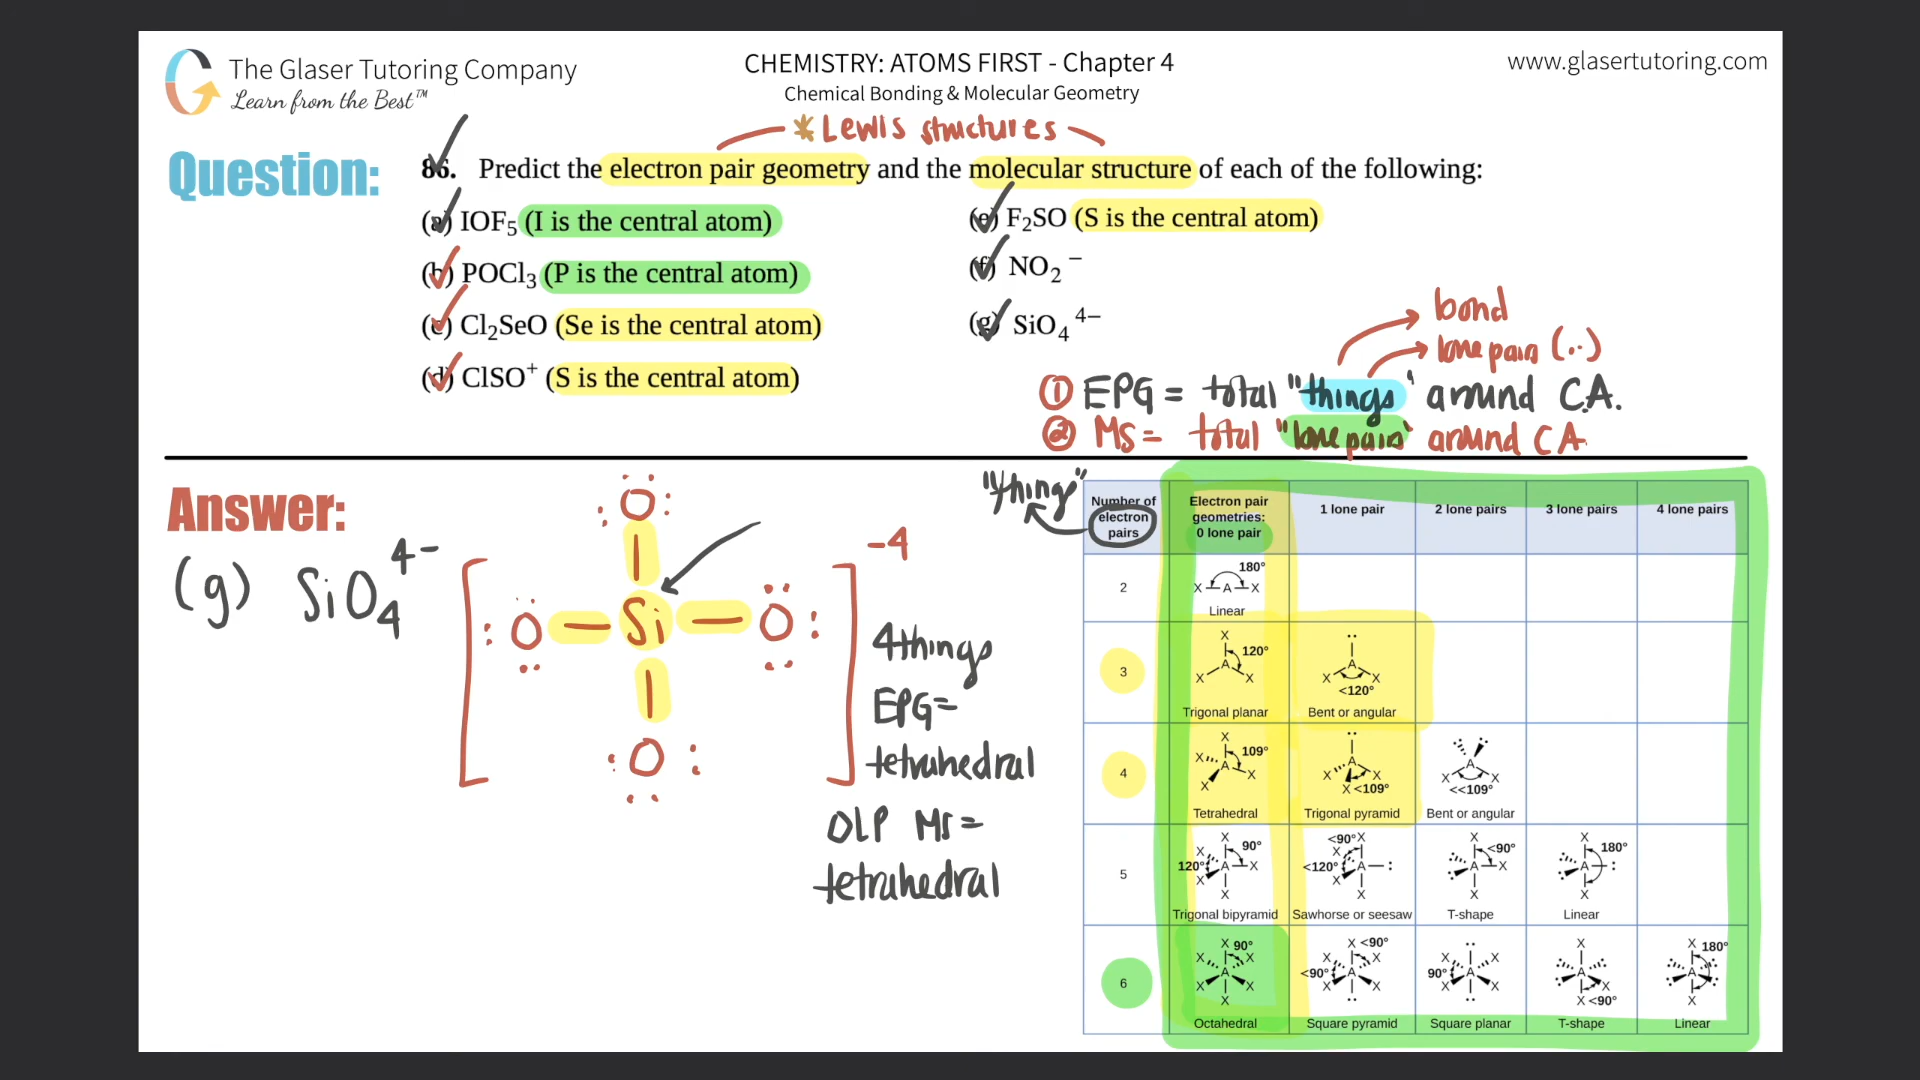 The Glaser Tutoring Company
Learn from the Best™
CHEMISTRY: ATOMS FIRST - Chapter 4
Chemical Bonding & Molecular Geometry
www.glasertutoring.com
* Lewis structures
Question:
86. Predict the electron pair geometry and the molecular structure of each of the following:
(a) IOF5 (I is the central atom)
(b) POCl3 (P is the central atom)
(c) Cl2SeO (Se is the central atom)
(d) ClSO+ (S is the central atom)
(e) F2SO (S is the central atom)
(f) NO2 −
(g) SiO4 4−
bond
lone pair (··)
① EPG = total "things" around C.A.
② MS = total "lone pair" around CA
Answer:
(g) SiO4 4-
O
O — Si — O
O
-4
4 things
EPG =
tetrahedral
OLP MS =
tetrahedral
"things"
Number of electron pairs
Electron pair geometries: 0 lone pair
1 lone pair
2 lone pairs
3 lone pairs
4 lone pairs
2
180°
X A X
Linear
3
X
120°
A
X X
Trigonal planar
A
X X
<120°
Bent or angular
4
X
109°
X A X
X
Tetrahedral
A
X X
X <109°
Trigonal pyramid
A
X X
<<109°
Bent or angular
5
X
90°
X
120° A X
X
X
Trigonal bipyramid
<90° X
X
<120° A :
X
X
Sawhorse or seesaw
X
<90°
A X
X
T-shape
X
180°
A :
X
Linear
6
X 90°
X X
A
X X
X
Octahedral
X <90°
X X
<90° A
X X
Square pyramid
X X
90° A
X X
Square planar
X
A
X
X <90°
T-shape
X 180°
A
X
Linear